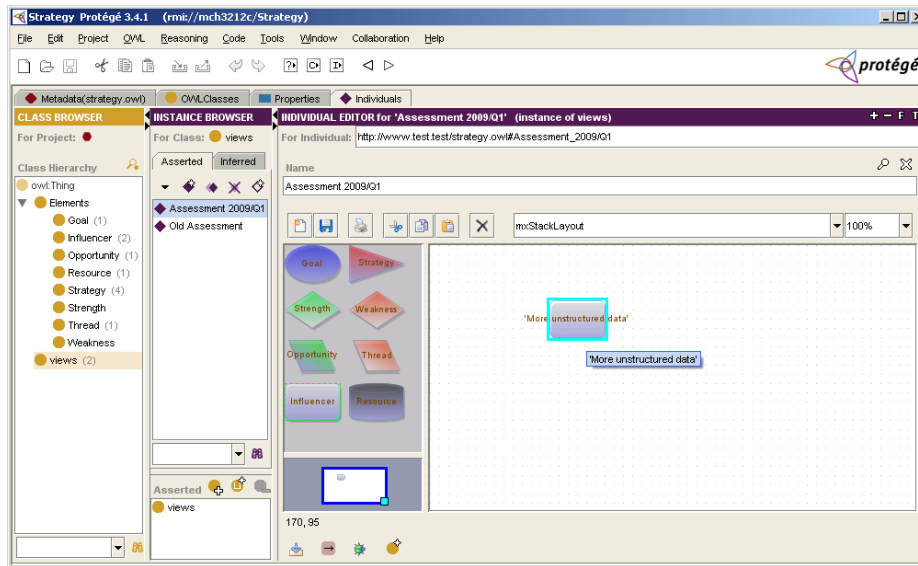 Strategy Protégé 3.4.1 (rmi://mch3212c/Strategy)
File Edit Project OWL Reasoning Code Tools Window Collaboration Help
protégé
Metadata(strategy.owl) OWLClasses Properties Individuals
CLASS BROWSER
For Project:
Class Hierarchy
owl:Thing
Elements
Goal (1)
Influencer (2)
Opportunity (1)
Resource (1)
Strategy (4)
Strength
Thread (1)
Weakness
views (2)
INSTANCE BROWSER
For Class: views
Asserted Inferred
Assessment 2009/Q1
Old Assessment
Asserted
views
INDIVIDUAL EDITOR for 'Assessment 2009/Q1' (instance of views) + − F T
For Individual: http://www.test.test/strategy.owl#Assessment_2009/Q1
Name
Assessment 2009/Q1
mxStackLayout 100%
Goal Strategy
Strength Weakness
Opportunity Thread
Influencer Resource
'More unstructured data'
'More unstructured data'
170, 95